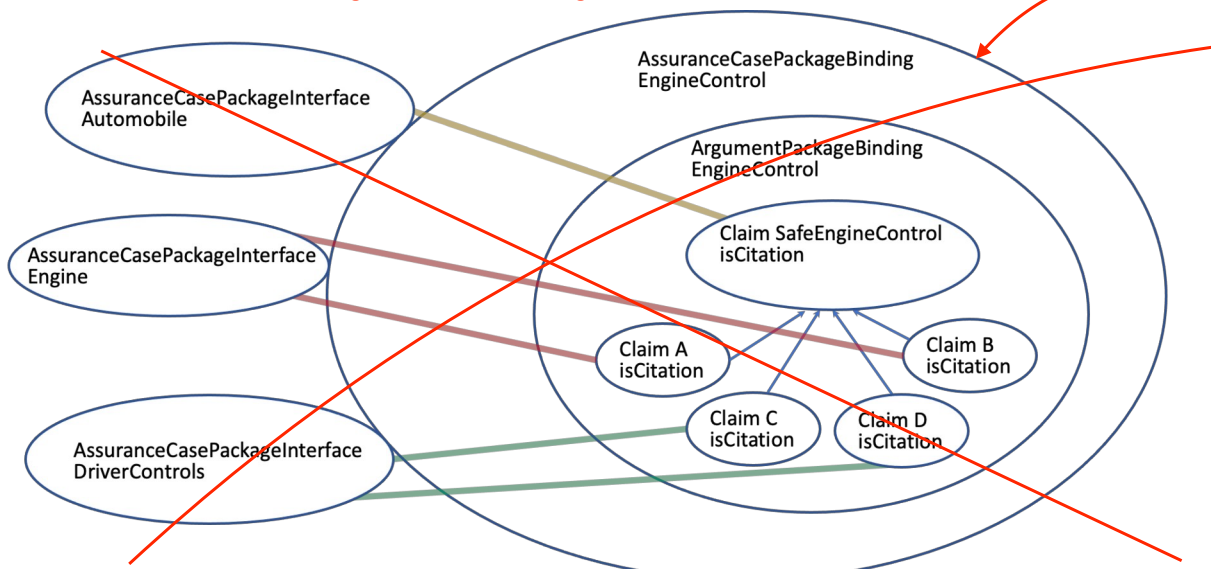 AssuranceCasePackageBinding
EngineControl
AssuranceCasePackageInterface
Automobile
ArgumentPackageBinding
EngineControl
Claim SafeEngineControl
isCitation
AssuranceCasePackageInterface
Engine
Claim A
isCitation
Claim B
isCitation
Claim C
isCitation
Claim D
isCitation
AssuranceCasePackageInterface
DriverControls